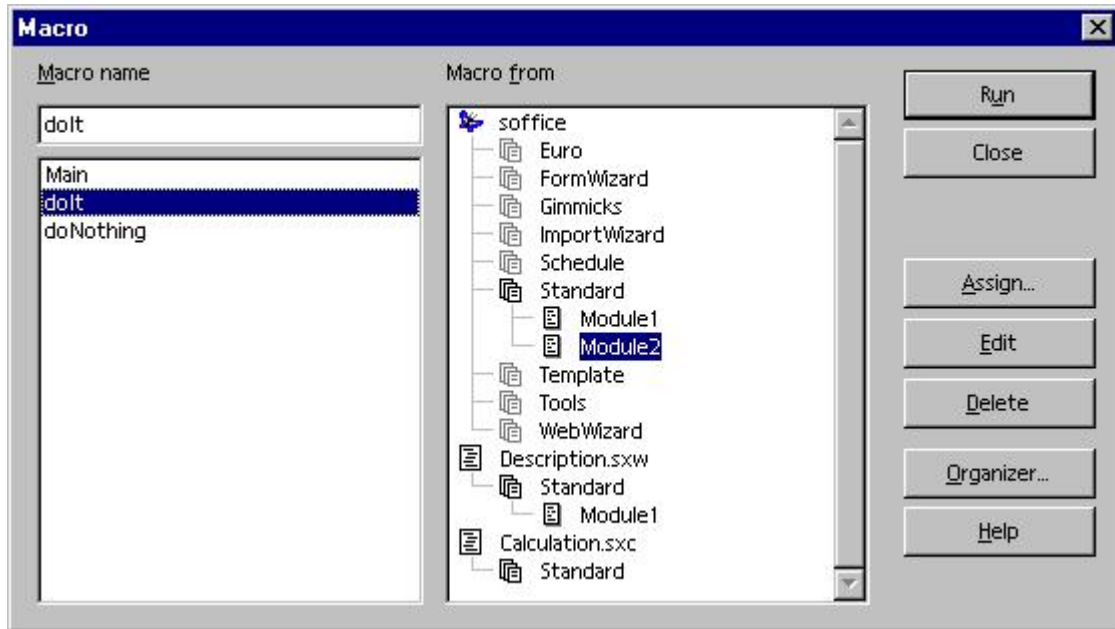 Macro
Macro name
doIt
Main
doIt
doNothing
Macro from
soffice
Euro
FormWizard
Gimmicks
ImportWizard
Schedule
Standard
Module1
Module2
Template
Tools
WebWizard
Description.sxw
Standard
Module1
Calculation.sxc
Standard
Run
Close
Assign...
Edit
Delete
Organizer...
Help